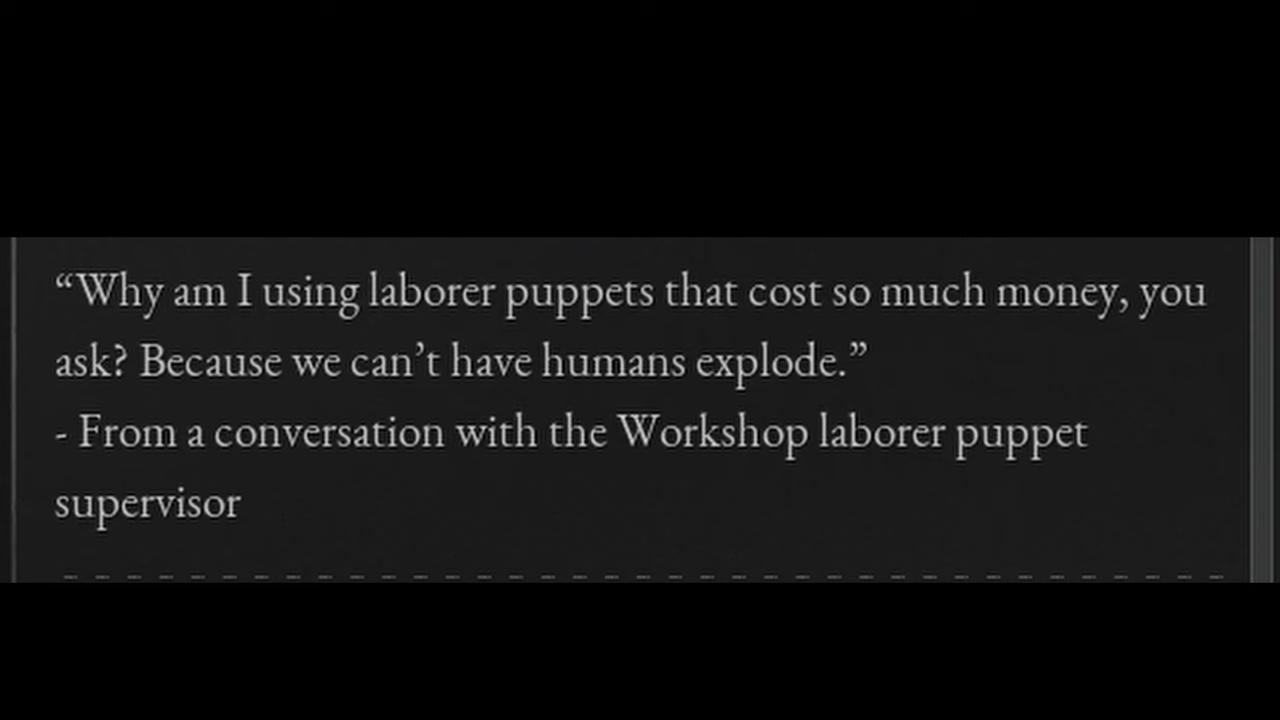 “Why am I using laborer puppets that cost so much money, you
ask? Because we can’t have humans explode.”
- From a conversation with the Workshop laborer puppet
supervisor